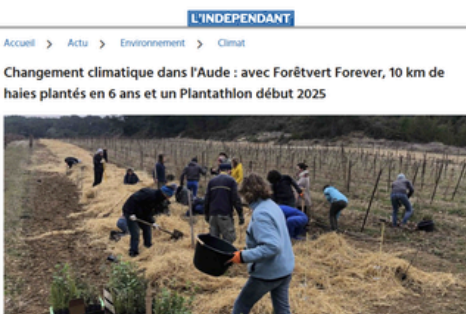 L'INDEPENDANT
Accueil > Actu > Environnement > Climat
Changement climatique dans l'Aude : avec Forêtvert Forever, 10 km de
haies plantés en 6 ans et un Plantathlon début 2025